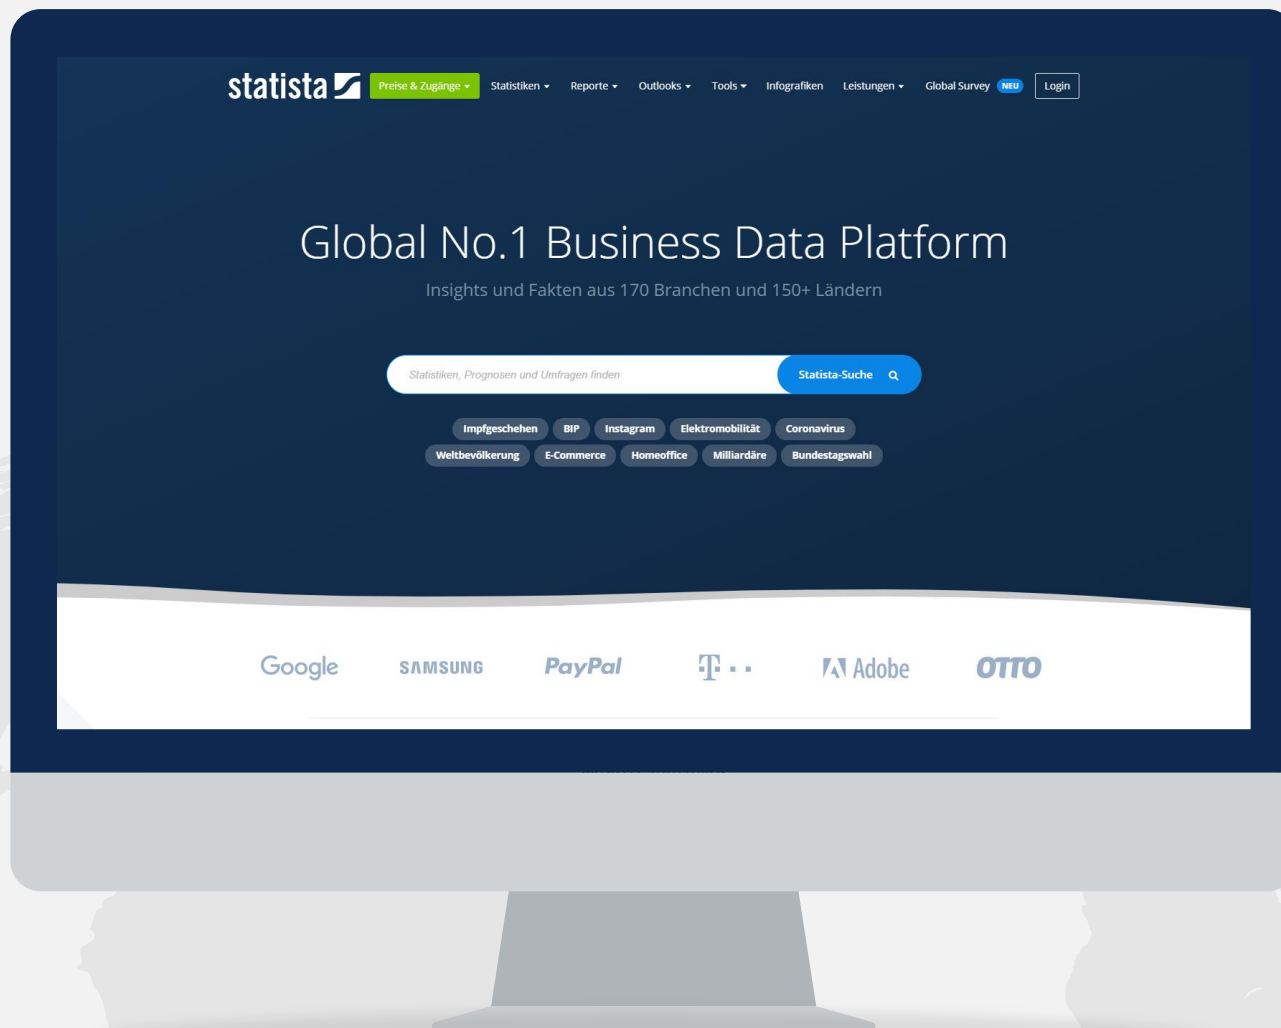 statista
Preise & Zugänge Statistiken Reporte Outlooks Tools Infografiken Leistungen Global Survey NEU Login
Global No.1 Business Data Platform
Insights und Fakten aus 170 Branchen und 150+ Ländern
Statistiken, Prognosen und Umfragen finden Statista-Suche
Impfgeschehen BIP Instagram Elektromobilität Coronavirus
Weltbevölkerung E-Commerce Homeoffice Milliardäre Bundestagswahl
Google SAMSUNG PayPal T Adobe OTTO